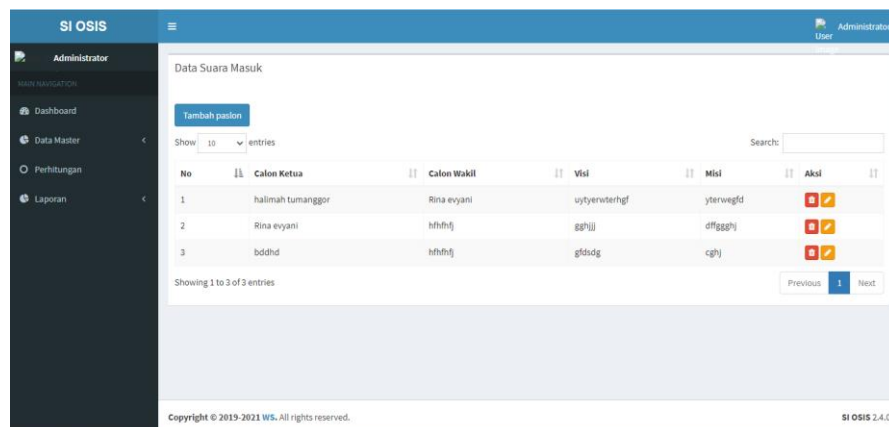 SI OSIS
User
Administrator
Administrator
MAIN NAVIGATION
Dashboard
Data Master
Perhitungan
Laporan
Data Suara Masuk
Tambah paslon
Show 10 entries
Search:
No Calon Ketua Calon Wakil Visi Misi Aksi
1 halimah tumanggor Rina evyani uytyerwterhgf yterwegfd
2 Rina evyani hfhfhfj gghjjj dffggghj
3 bddhd hfhfhfj gfdsdg cghj
Showing 1 to 3 of 3 entries
Previous 1 Next
Copyright © 2019-2021 WS. All rights reserved.
SI OSIS 2.4.0